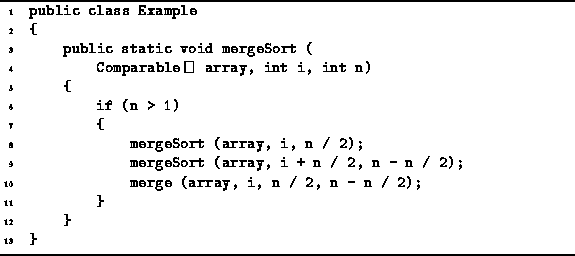 1 public class Example
2 {
3 public static void mergeSort (
4 Comparable[] array, int i, int n)
5 {
6 if (n > 1)
7 {
8 mergeSort (array, i, n / 2);
9 mergeSort (array, i + n / 2, n - n / 2);
10 merge (array, i, n / 2, n - n / 2);
11 }
12 }
13 }